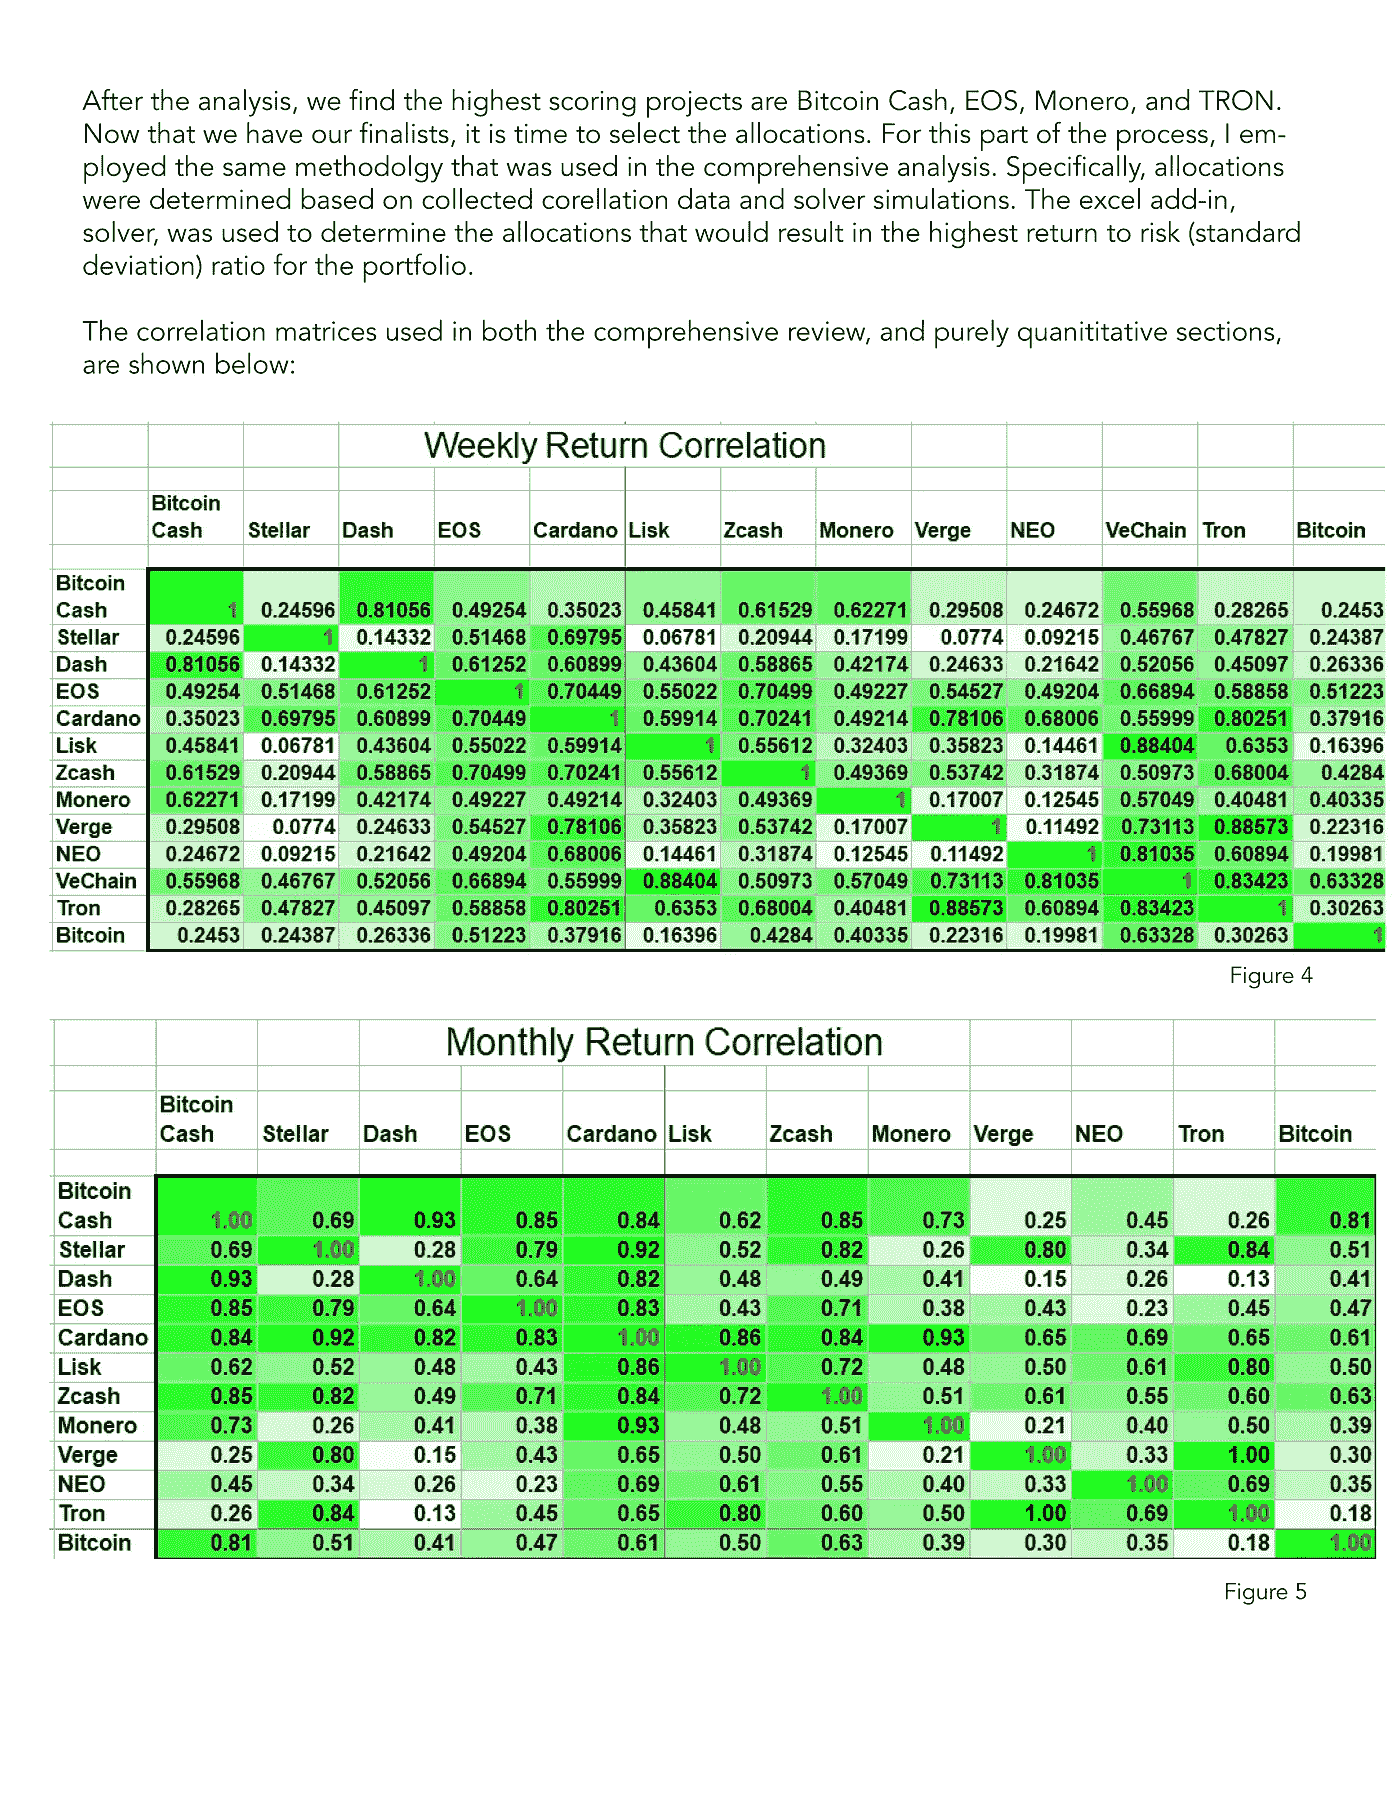 After the analysis, we find the highest scoring projects are Bitcoin Cash, EOS, Monero, and TRON.
Now that we have our finalists, it is time to select the allocations. For this part of the process, I em-
ployed the same methodolgy that was used in the comprehensive analysis. Specifically, allocations
were determined based on collected corellation data and solver simulations. The excel add-in,
solver, was used to determine the allocations that would result in the highest return to risk (standard
deviation) ratio for the portfolio.
The correlation matrices used in both the comprehensive review, and purely quanititative sections,
are shown below:
Weekly Return Correlation
Bitcoin
Cash Stellar Dash EOS Cardano Lisk Zcash Monero Verge NEO VeChain Tron Bitcoin
Bitcoin
Cash 1 0.24596 0.81056 0.49254 0.35023 0.45841 0.61529 0.62271 0.29508 0.24672 0.55968 0.28265 0.2453
Stellar 0.24596 1 0.14332 0.51468 0.69795 0.06781 0.20944 0.17199 0.0774 0.09215 0.46767 0.47827 0.24387
Dash 0.81056 0.14332 1 0.61252 0.60899 0.43604 0.58865 0.42174 0.24633 0.21642 0.52056 0.45097 0.26336
EOS 0.49254 0.51468 0.61252 1 0.70449 0.55022 0.70499 0.49227 0.54527 0.49204 0.66894 0.58858 0.51223
Cardano 0.35023 0.69795 0.60899 0.70449 1 0.59914 0.70241 0.49214 0.78106 0.68006 0.55999 0.80251 0.37916
Lisk 0.45841 0.06781 0.43604 0.55022 0.59914 1 0.55612 0.32403 0.35823 0.14461 0.88404 0.6353 0.16396
Zcash 0.61529 0.20944 0.58865 0.70499 0.70241 0.55612 1 0.49369 0.53742 0.31874 0.50973 0.68004 0.4284
Monero 0.62271 0.17199 0.42174 0.49227 0.49214 0.32403 0.49369 1 0.17007 0.12545 0.57049 0.40481 0.40335
Verge 0.29508 0.0774 0.24633 0.54527 0.78106 0.35823 0.53742 0.17007 1 0.11492 0.73113 0.88573 0.22316
NEO 0.24672 0.09215 0.21642 0.49204 0.68006 0.14461 0.31874 0.12545 0.11492 1 0.81035 0.60894 0.19981
VeChain 0.55968 0.46767 0.52056 0.66894 0.55999 0.88404 0.50973 0.57049 0.73113 0.81035 1 0.83423 0.63328
Tron 0.28265 0.47827 0.45097 0.58858 0.80251 0.6353 0.68004 0.40481 0.88573 0.60894 0.83423 1 0.30263
Bitcoin 0.2453 0.24387 0.26336 0.51223 0.37916 0.16396 0.4284 0.40335 0.22316 0.19981 0.63328 0.30263 1
Figure 4
Monthly Return Correlation
Bitcoin
Cash Stellar Dash EOS Cardano Lisk Zcash Monero Verge NEO Tron Bitcoin
Bitcoin
Cash 1.00 0.69 0.93 0.85 0.84 0.62 0.85 0.73 0.25 0.45 0.26 0.81
Stellar 0.69 1.00 0.28 0.79 0.92 0.52 0.82 0.26 0.80 0.34 0.84 0.51
Dash 0.93 0.28 1.00 0.64 0.82 0.48 0.49 0.41 0.15 0.26 0.13 0.41
EOS 0.85 0.79 0.64 1.00 0.83 0.43 0.71 0.38 0.43 0.23 0.45 0.47
Cardano 0.84 0.92 0.82 0.83 1.00 0.86 0.84 0.93 0.65 0.69 0.65 0.61
Lisk 0.62 0.52 0.48 0.43 0.86 1.00 0.72 0.48 0.50 0.61 0.80 0.50
Zcash 0.85 0.82 0.49 0.71 0.84 0.72 1.00 0.51 0.61 0.55 0.60 0.63
Monero 0.73 0.26 0.41 0.38 0.93 0.48 0.51 1.00 0.21 0.40 0.50 0.39
Verge 0.25 0.80 0.15 0.43 0.65 0.50 0.61 0.21 1.00 0.33 1.00 0.30
NEO 0.45 0.34 0.26 0.23 0.69 0.61 0.55 0.40 0.33 1.00 0.69 0.35
Tron 0.26 0.84 0.13 0.45 0.65 0.80 0.60 0.50 1.00 0.69 1.00 0.18
Bitcoin 0.81 0.51 0.41 0.47 0.61 0.50 0.63 0.39 0.30 0.35 0.18 1.00
Figure 5